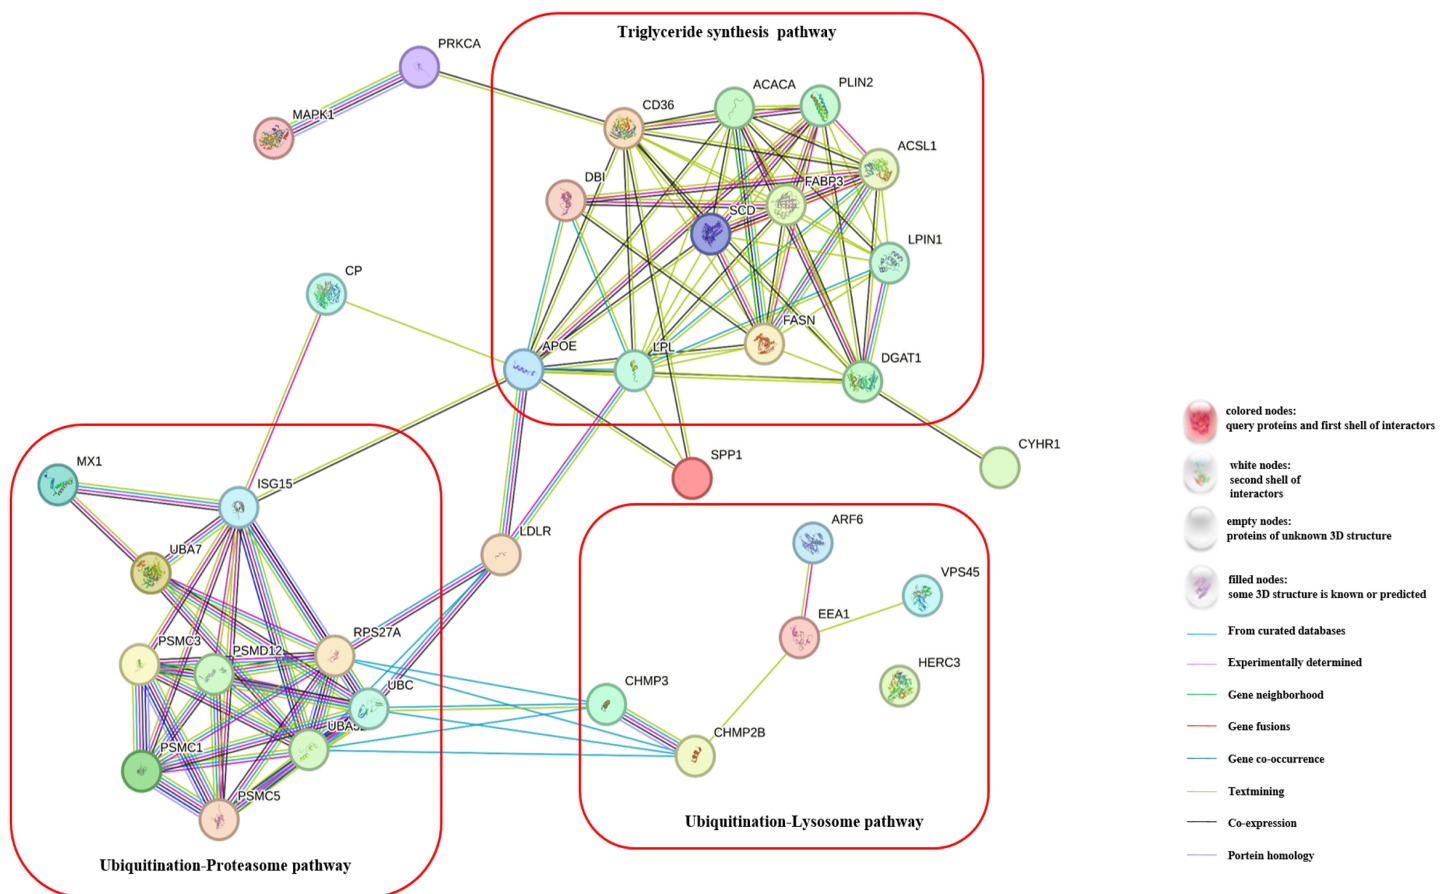 Triglyceride synthesis pathway
PRKCA
MAPK1
CD36
ACACA
PLIN2
ACSL1
DBI
FABP3
SCD
LPIN1
CP
FASN
APOE
LPL
DGAT1
CYHR1
SPP1
MX1
ISG15
LDLR
UBA7
ARF6
VPS45
EEA1
HERC3
RPS27A
PSMC3
PSMD12
UBC
CHMP3
CHMP2B
PSMC1
PSMC5
Ubiquitination-Lysosome pathway
Ubiquitination-Proteasome pathway
colored nodes:
query proteins and first shell of interactors
white nodes:
second shell of
interactors
empty nodes:
proteins of unknown 3D structure
filled nodes:
some 3D structure is known or predicted
From curated databases
Experimentally determined
Gene neighborhood
Gene fusions
Gene co-occurrence
Textmining
Co-expression
Portein homology